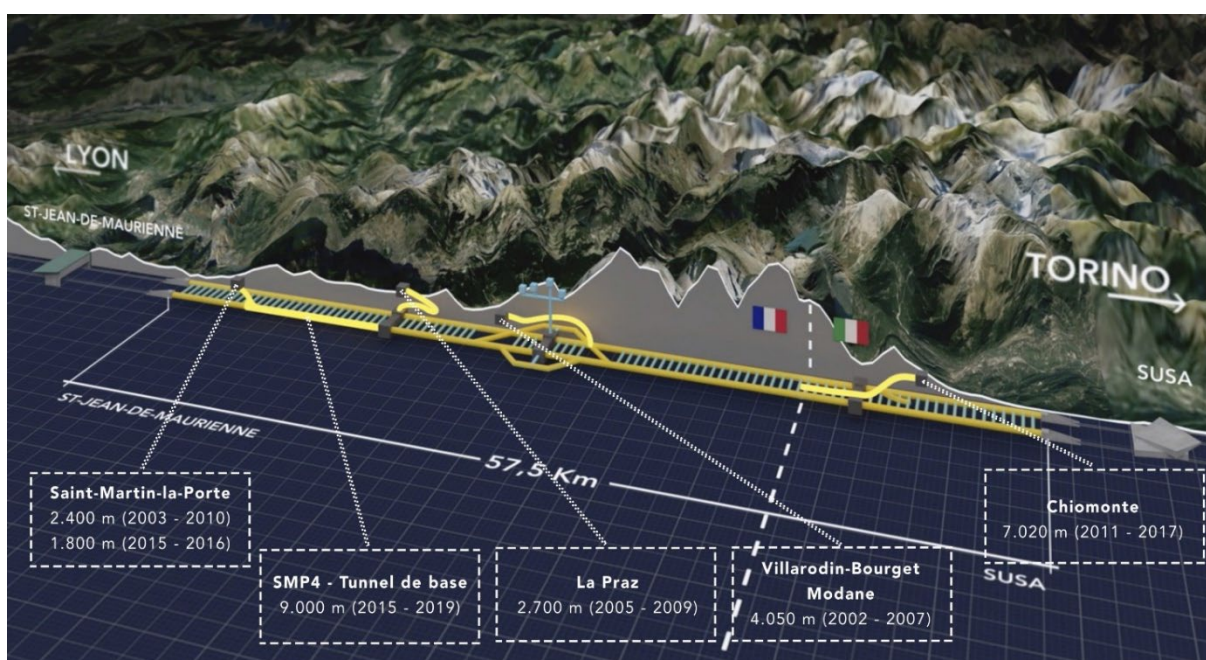 LYON
ST-JEAN-DE-MAURIENNE
TORINO
SUSA
ST-JEAN-DE-MAURIENNE
57,5 Km
SUSA
Saint-Martin-la-Porte
2.400 m (2003 - 2010)
1.800 m (2015 - 2016)
SMP4 - Tunnel de base
9.000 m (2015 - 2019)
La Praz
2.700 m (2005 - 2009)
Villarodin-Bourget
Modane
4.050 m (2002 - 2007)
Chiomonte
7.020 m (2011 - 2017)